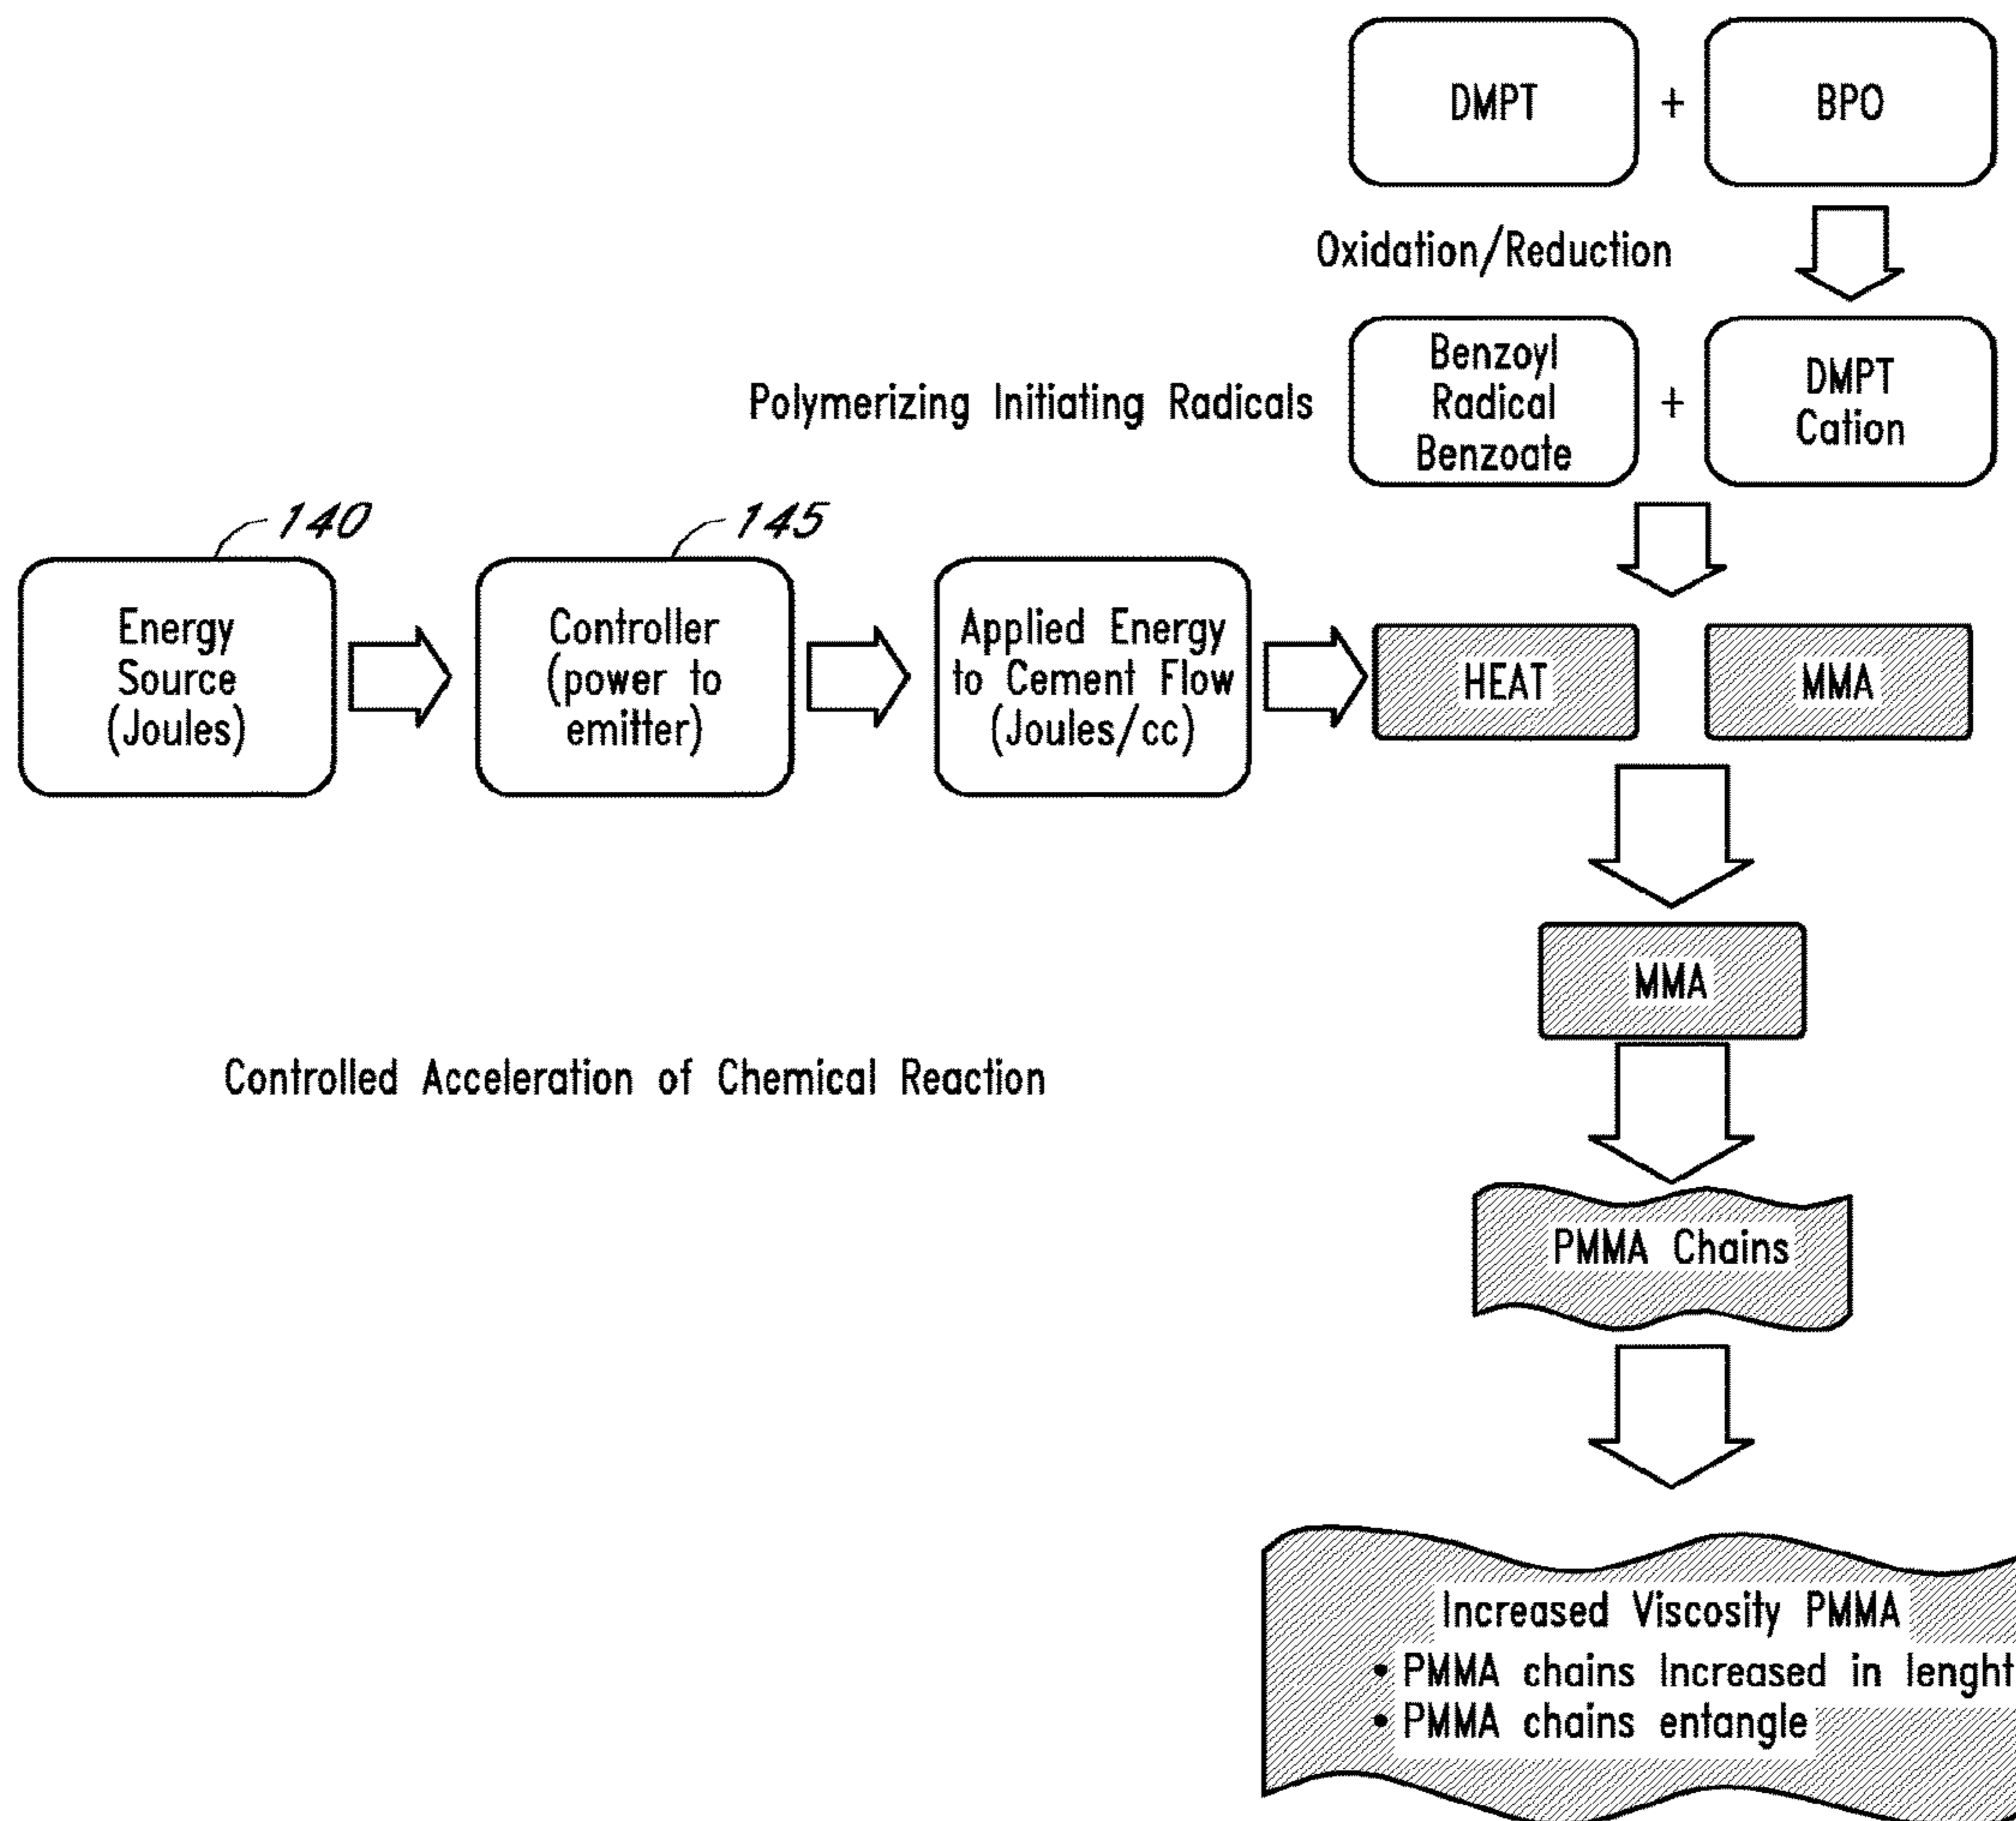 DMPT + BPO
Oxidation/Reduction
Polymerizing Initiating Radicals
Benzoyl
Radical
Benzoate
+
DMPT
Cation
140
145
Energy
Source
(Joules)
Controller
(power to
emitter)
Applied Energy
to Cement Flow
(Joules/cc)
HEAT
MMA
MMA
Controlled Acceleration of Chemical Reaction
PMMA Chains
Increased Viscosity PMMA
• PMMA chains Increased in lenght
• PMMA chains entangle